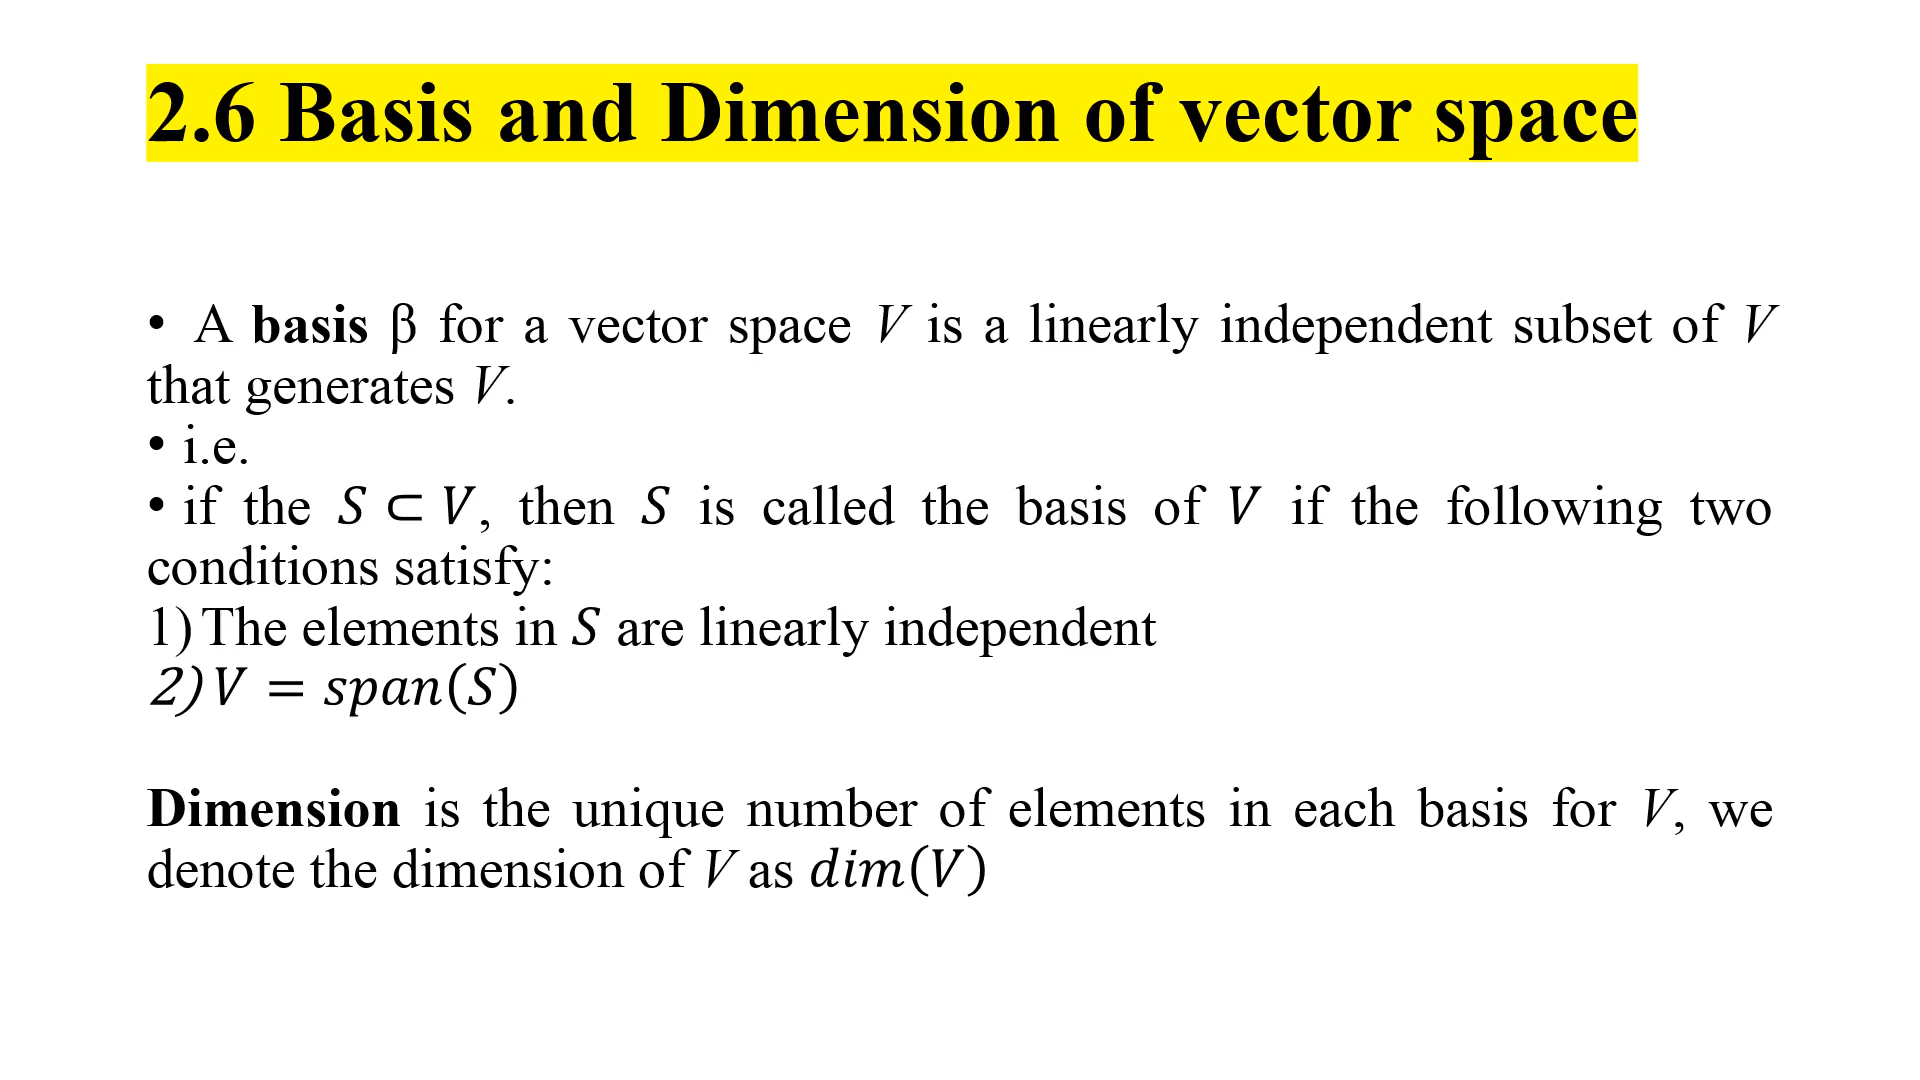 2.6 Basis and Dimension of vector space
• A basis β for a vector space V is a linearly independent subset of V
that generates V.
• i.e.
• if the S ⊂ V, then S is called the basis of V if the following two
conditions satisfy:
1) The elements in S are linearly independent
2) V = span(S)
Dimension is the unique number of elements in each basis for V, we
denote the dimension of V as dim(V)